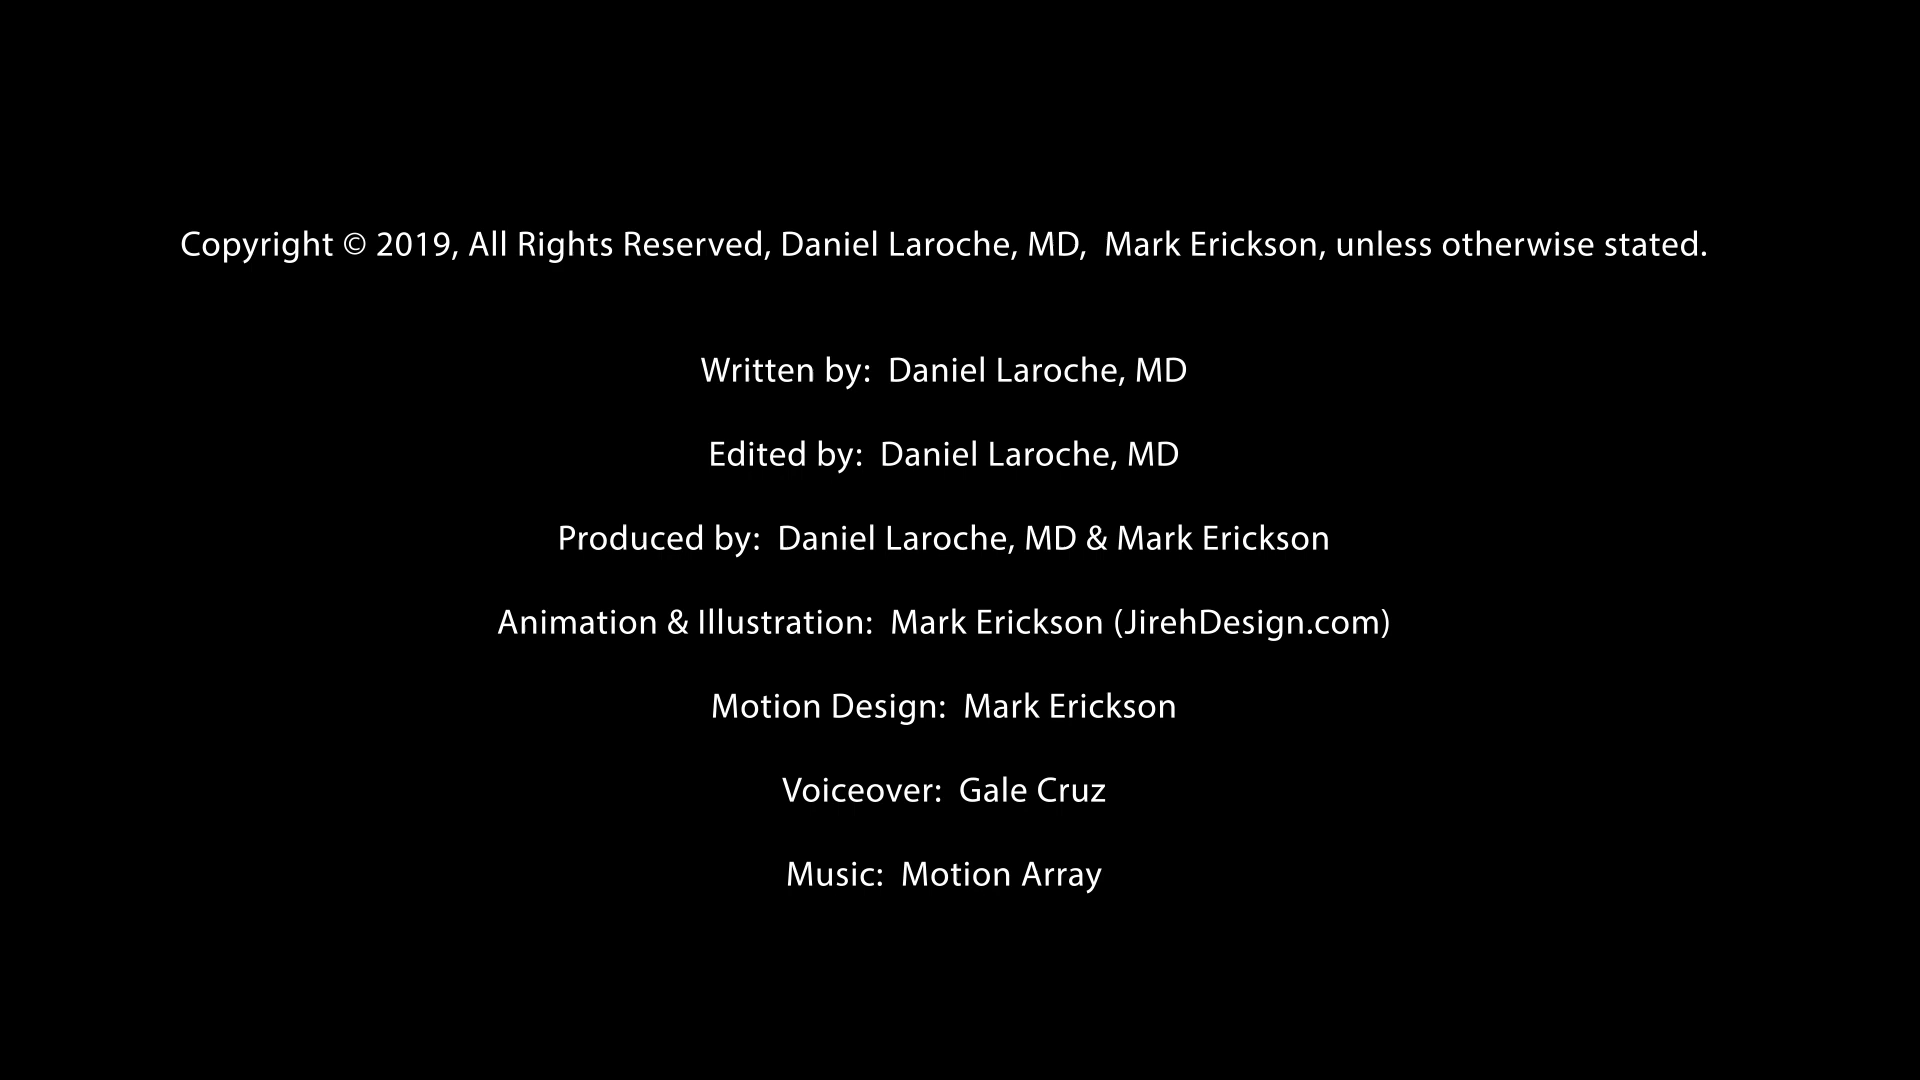 Copyright © 2019, All Rights Reserved, Daniel Laroche, MD,  Mark Erickson, unless otherwise stated.
Written by:  Daniel Laroche, MD
Edited by:  Daniel Laroche, MD
Produced by:  Daniel Laroche, MD & Mark Erickson
Animation & Illustration:  Mark Erickson (JirehDesign.com)
Motion Design:  Mark Erickson
Voiceover:  Gale Cruz
Music:  Motion Array